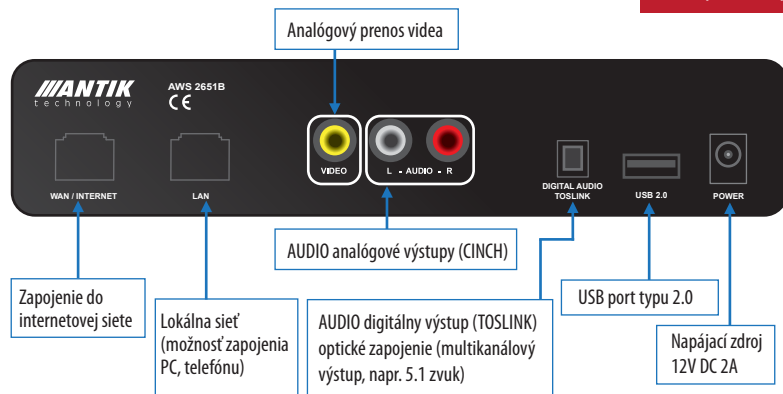 Analógový prenos videa
ANTIK
technology
AWS 2651B
CE
WAN / INTERNET
LAN
VIDEO
L - AUDIO - R
DIGITAL AUDIO
TOSLINK
USB 2.0
POWER
AUDIO analógové výstupy (CINCH)
Zapojenie do
internetovej siete
Lokálna sieť
(možnosť zapojenia
PC, telefónu)
AUDIO digitálny výstup (TOSLINK)
optické zapojenie (multikanálový
výstup, napr. 5.1 zvuk)
USB port typu 2.0
Napájací zdroj
12V DC 2A